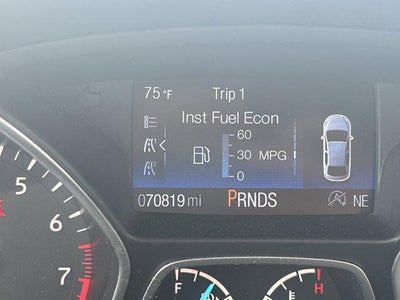 75°F Trip 1
Inst Fuel Econ
60
30 MPG
0
070819 mi PRNDS NE
5
6
7
F
C H